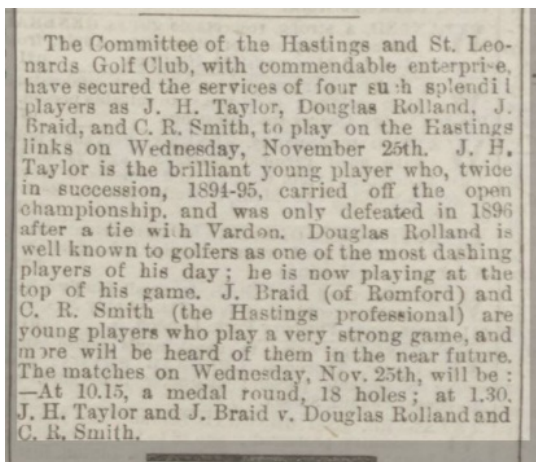 The Committee of the Hastings and St. Leo-
nards Golf Club, with commendable enterprise,
have secured the services of four such splendid
players as J. H. Taylor, Douglas Rolland, J.
Braid, and C. R. Smith, to play on the Hastings
links on Wednesday, November 25th. J. H.
Taylor is the brilliant young player who, twice
in succession, 1894-95, carried off the open
championship, and was only defeated in 1896
after a tie with Vardon. Douglas Rolland is
well known to golfers as one of the most dashing
players of his day; he is now playing at the
top of his game. J. Braid (of Romford) and
C. R. Smith (the Hastings professional) are
young players who play a very strong game, and
more will be heard of them in the near future.
The matches on Wednesday, Nov. 25th, will be :
—At 10.15, a medal round, 18 holes; at 1.30.
J. H. Taylor and J. Braid v. Douglas Rolland and
C. R. Smith.